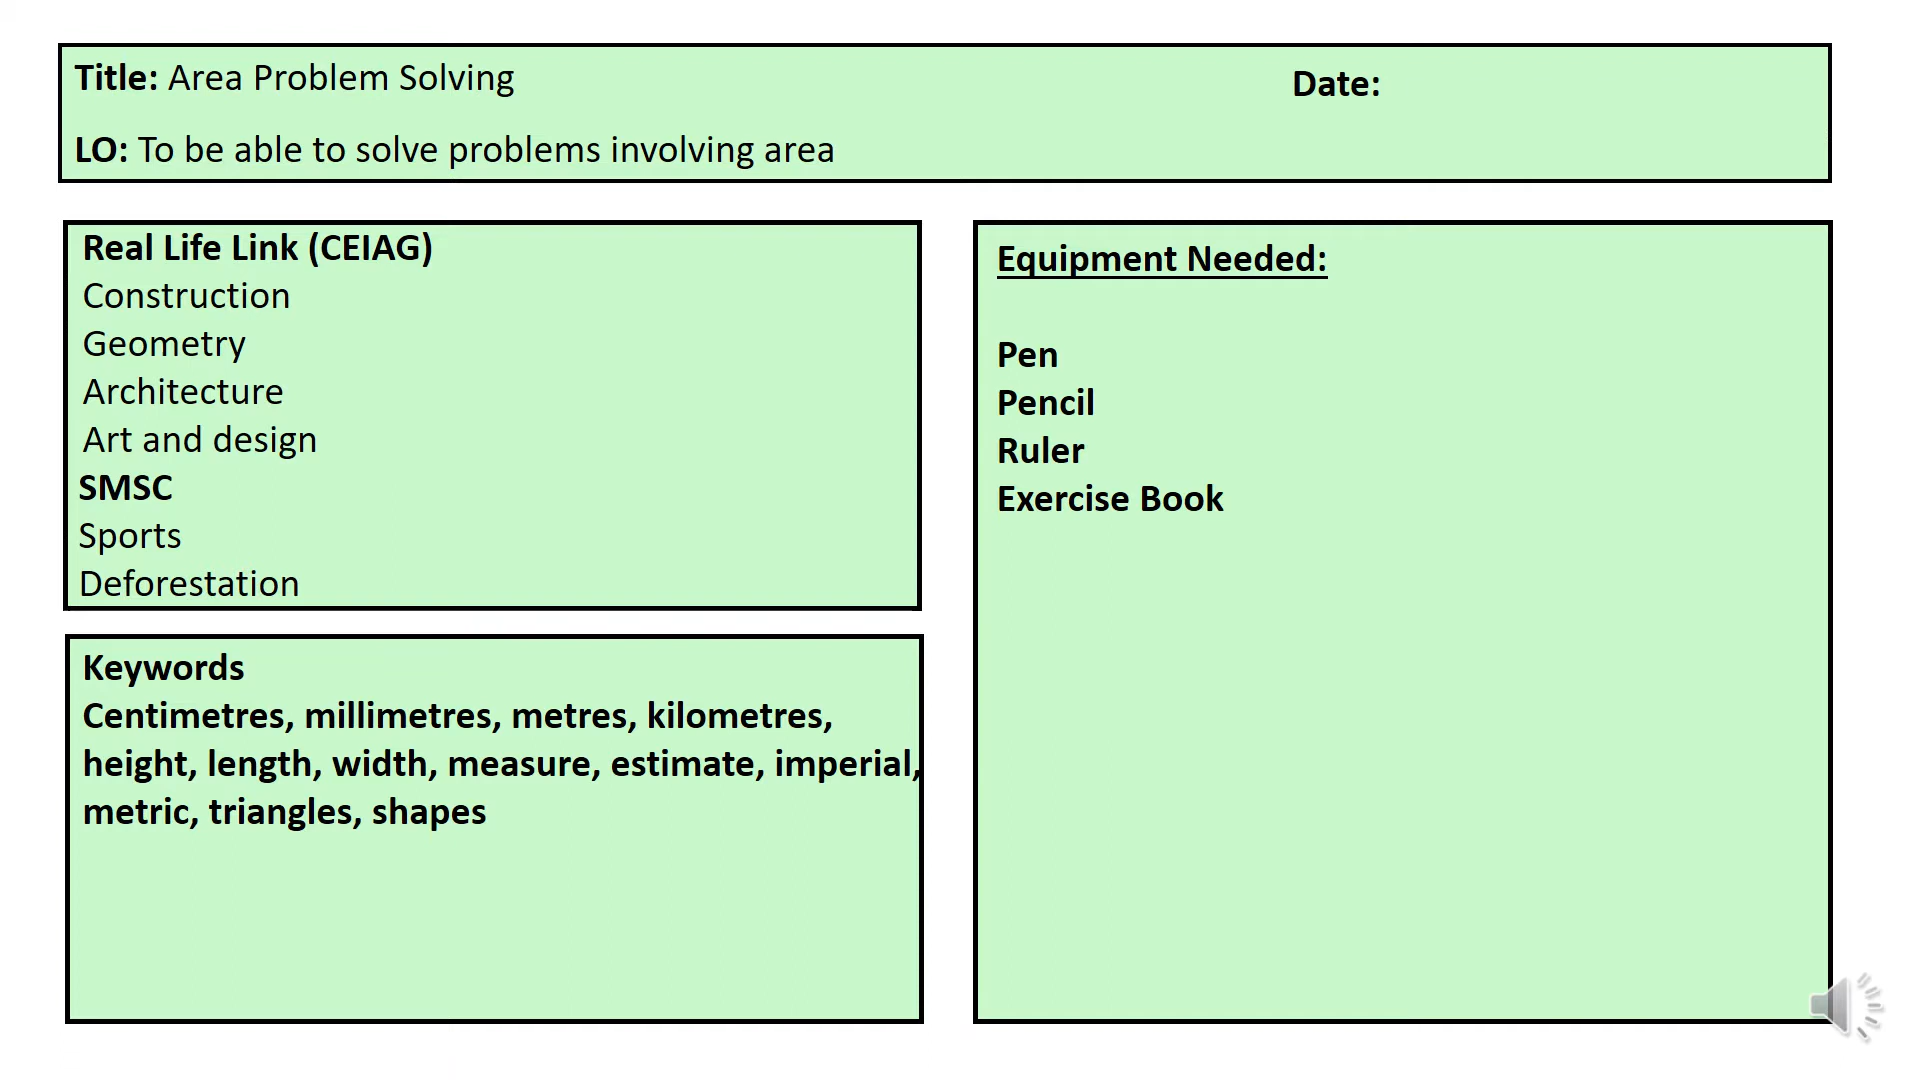 Title: Area Problem Solving
Date:
LO: To be able to solve problems involving area
Real Life Link (CEIAG)
Construction
Geometry
Architecture
Art and design
SMSC
Sports
Deforestation
Keywords
Centimetres, millimetres, metres, kilometres,
height, length, width, measure, estimate, imperial,
metric, triangles, shapes
Equipment Needed:
Pen
Pencil
Ruler
Exercise Book